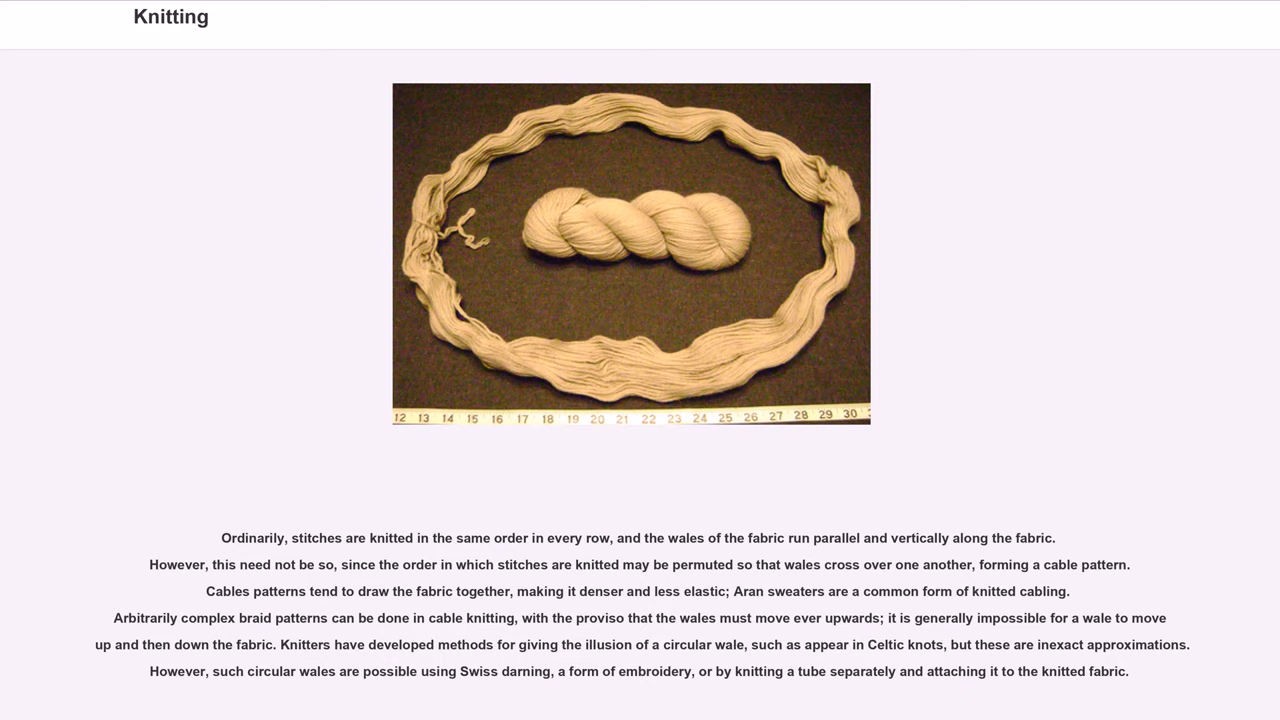 Knitting
12 13 14 15 16 17 18 19 20 21 22 23 24 25 26 27 28 29 30
Ordinarily, stitches are knitted in the same order in every row, and the wales of the fabric run parallel and vertically along the fabric.
However, this need not be so, since the order in which stitches are knitted may be permuted so that wales cross over one another, forming a cable pattern.
Cables patterns tend to draw the fabric together, making it denser and less elastic; Aran sweaters are a common form of knitted cabling.
Arbitrarily complex braid patterns can be done in cable knitting, with the proviso that the wales must move ever upwards; it is generally impossible for a wale to move
up and then down the fabric. Knitters have developed methods for giving the illusion of a circular wale, such as appear in Celtic knots, but these are inexact approximations.
However, such circular wales are possible using Swiss darning, a form of embroidery, or by knitting a tube separately and attaching it to the knitted fabric.